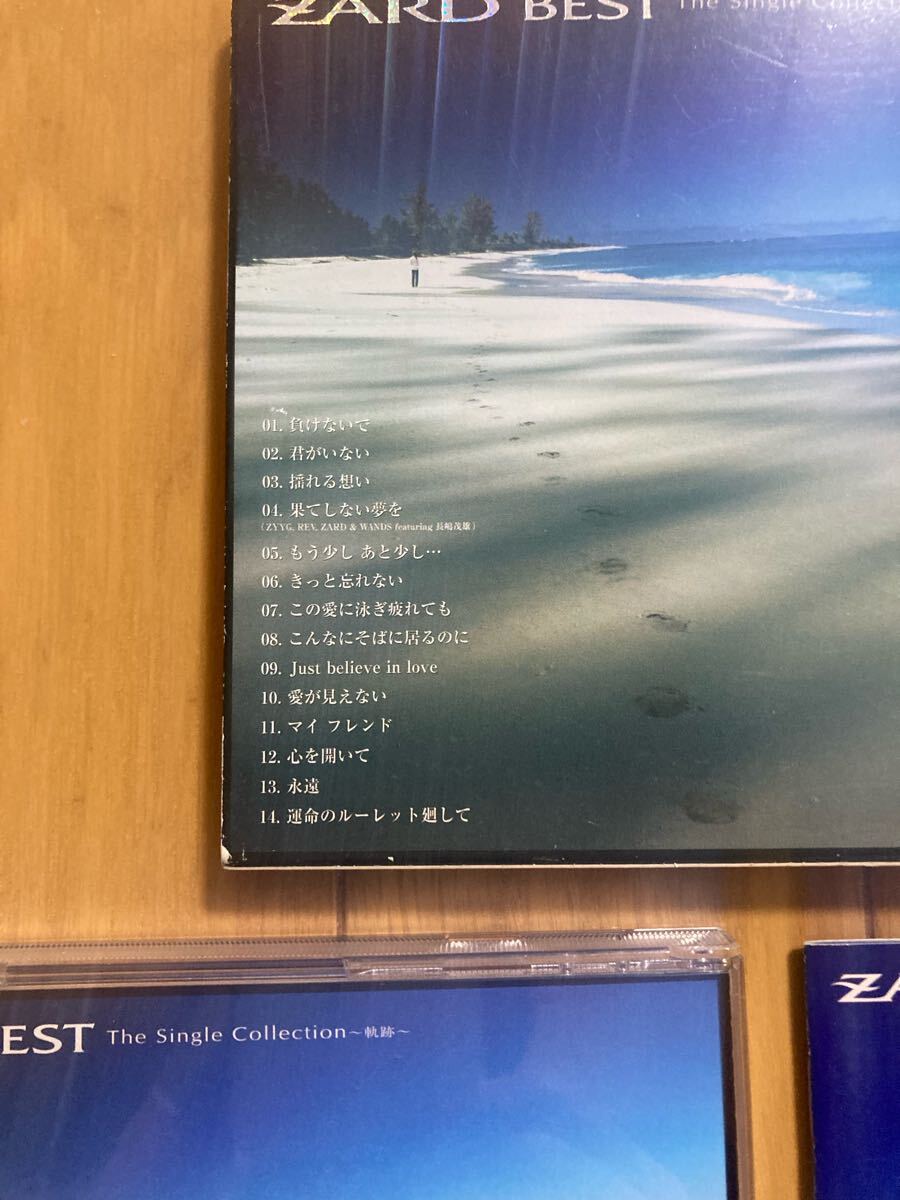 ZARD BEST The Single Collecti
01. 負けないで
02. 君がいない
03. 揺れる想い
04. 果てしない夢を
(ZYYG, REV, ZARD & WANDS featuring 長嶋茂雄)
05. もう少し あと少し…
06. きっと忘れない
07. この愛に泳ぎ疲れても
08. こんなにそばに居るのに
09. Just believe in love
10. 愛が見えない
11. マイ フレンド
12. 心を開いて
13. 永遠
14. 運命のルーレット廻して
EST The Single Collection～軌跡～
ZA